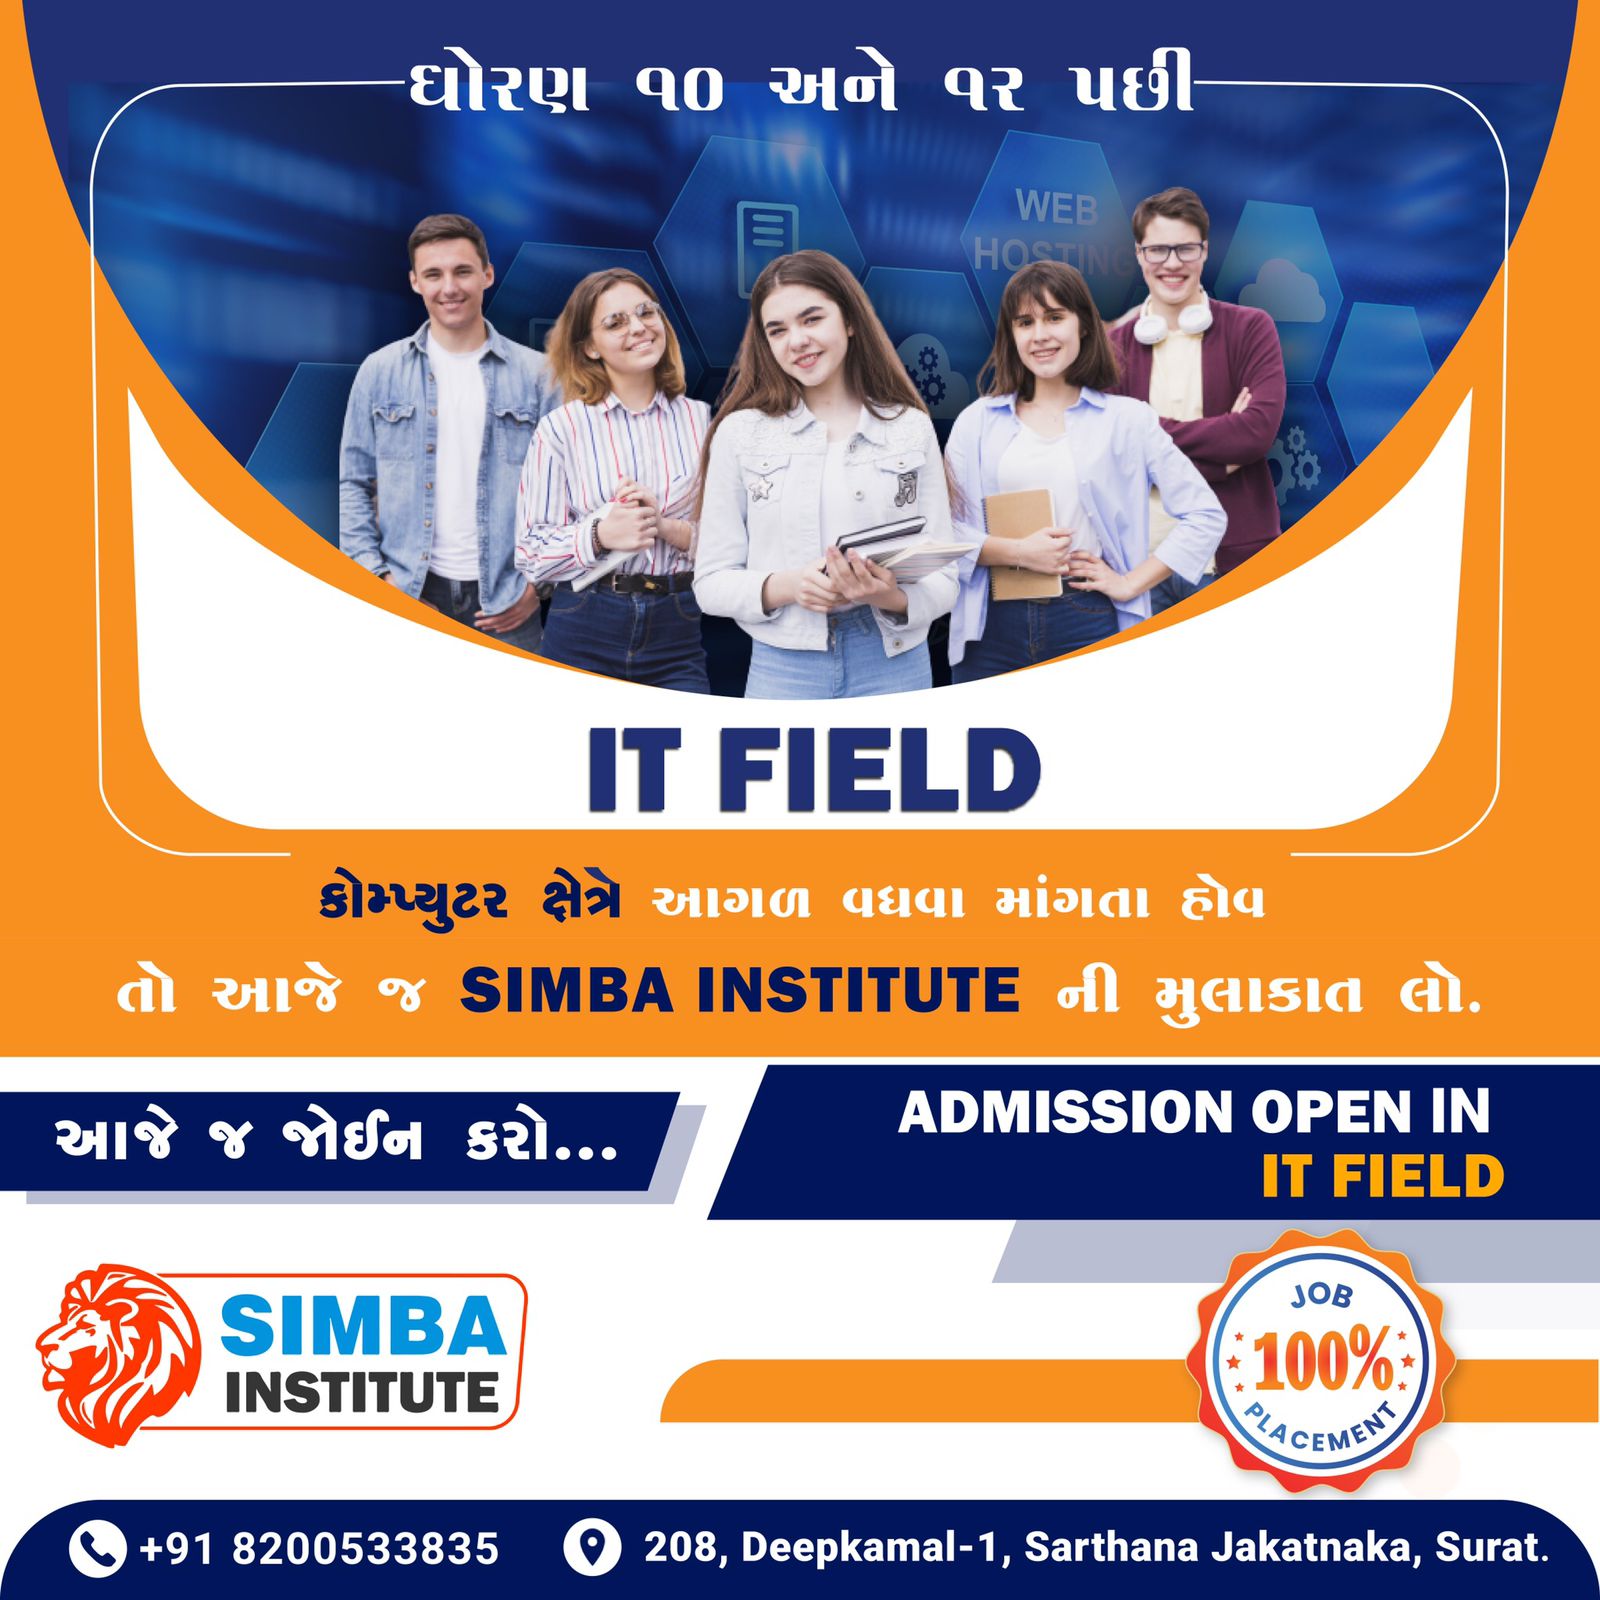 ધોરણ ૧૦ અને ૧૨ પછી
WEB
HOSTING
IT FIELD
કોમ્પ્યુટર ક્ષેત્રે આગળ વધવા માંગતા હોવ
તો આજે જ SIMBA INSTITUTE ની મુલાકાત લો.
આજે જ જોઈન કરો...
ADMISSION OPEN IN
IT FIELD
SIMBA
INSTITUTE
JOB
100%
PLACEMENT
+91 8200533835
208, Deepkamal-1, Sarthana Jakatnaka, Surat.